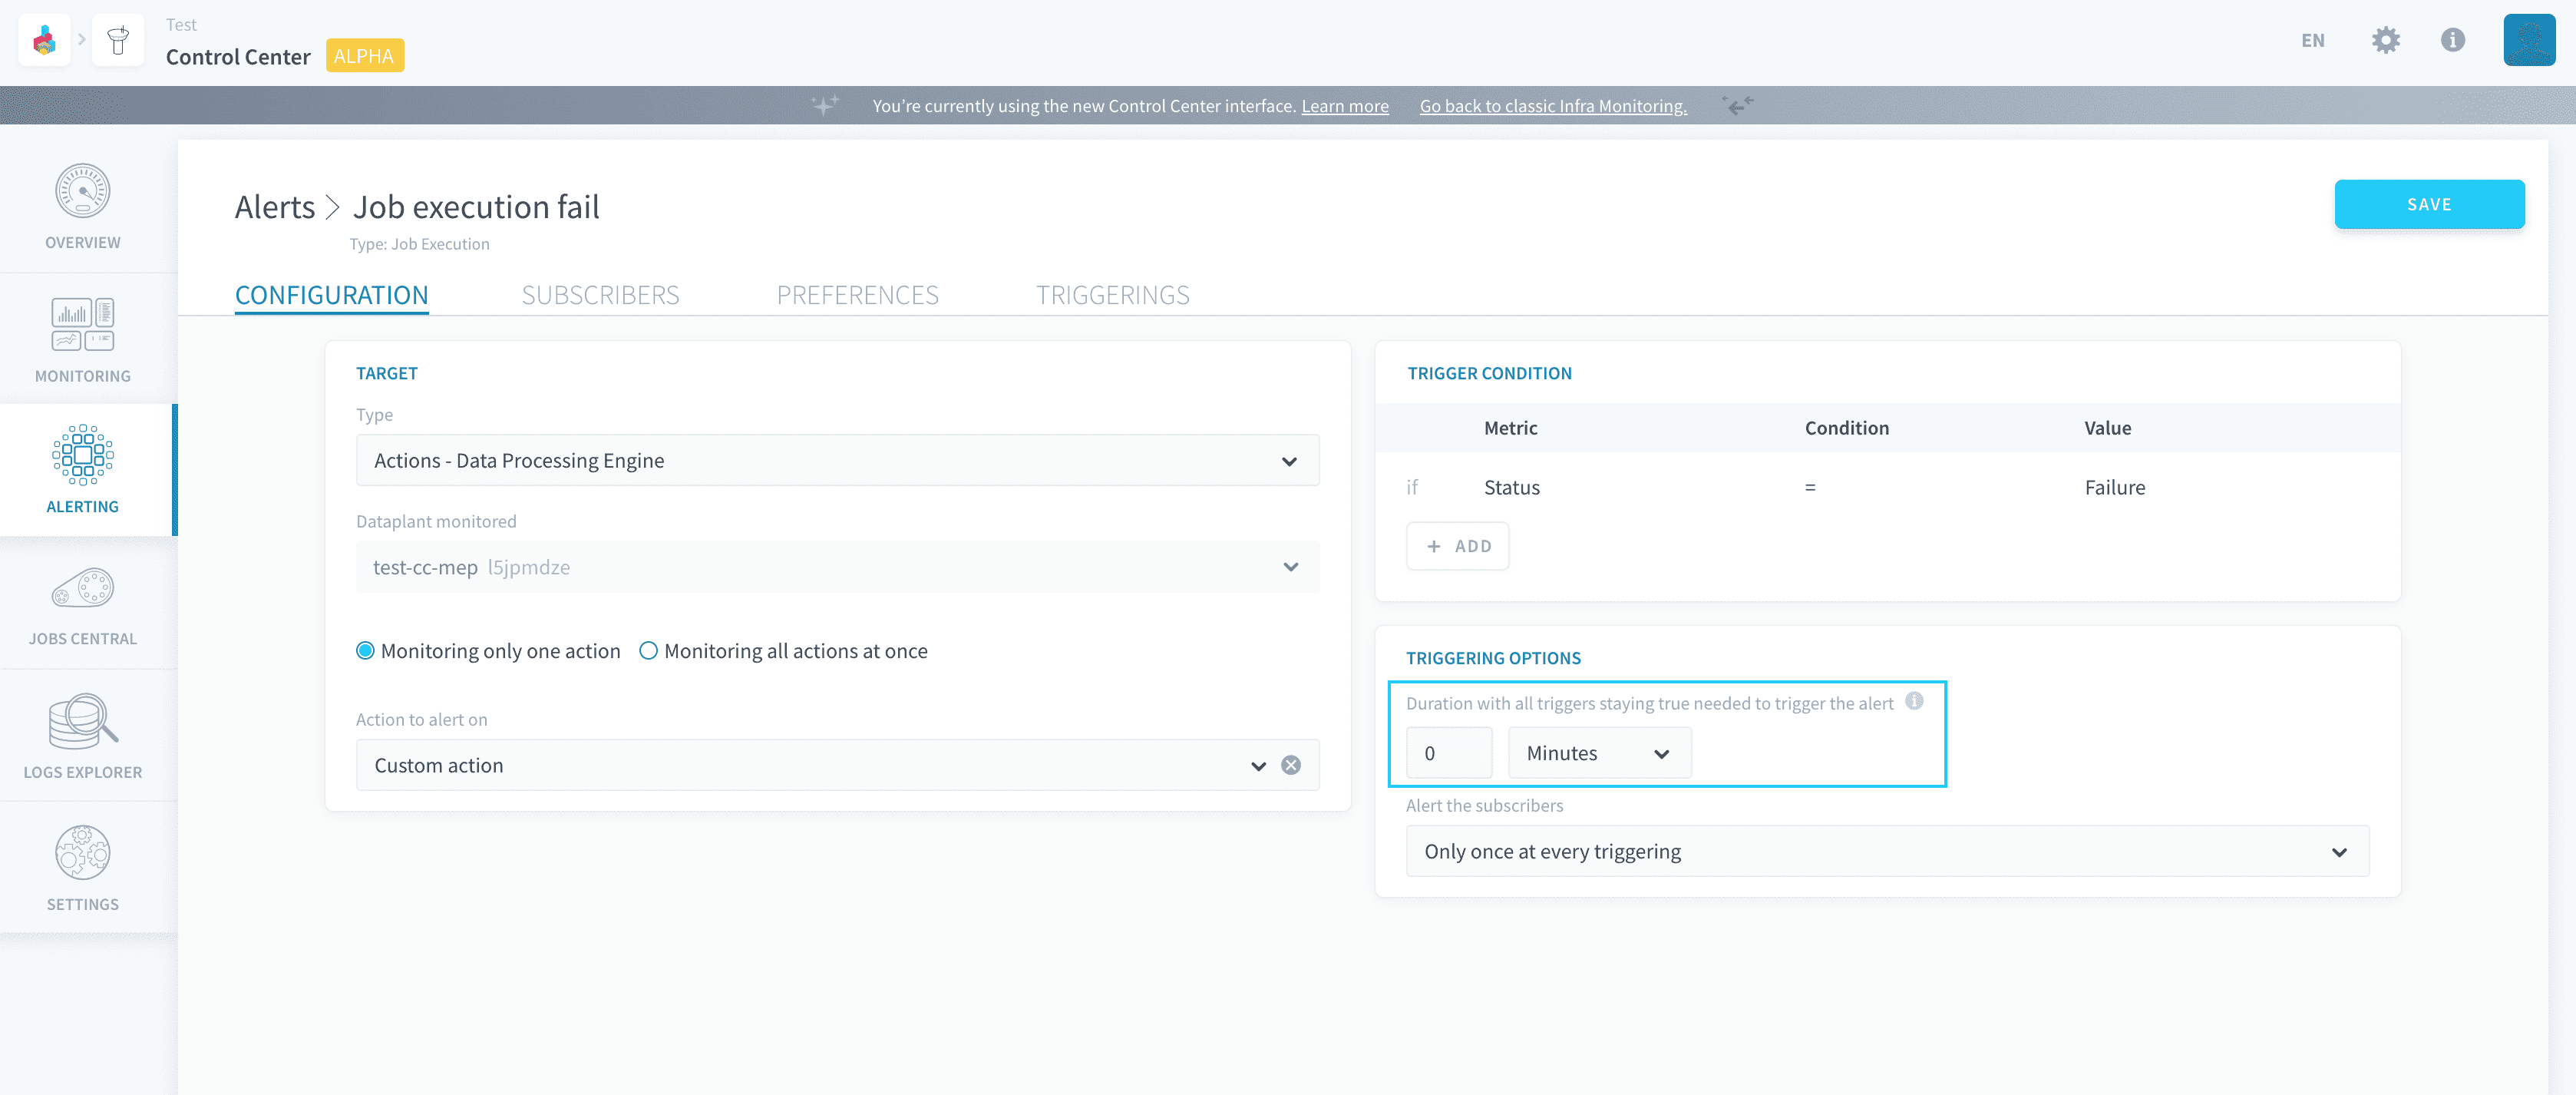 Test
Control Center ALPHA
EN
You're currently using the new Control Center interface. Learn more Go back to classic Infra Monitoring.
OVERVIEW
MONITORING
ALERTING
JOBS CENTRAL
LOGS EXPLORER
SETTINGS
Alerts > Job execution fail
Type: Job Execution
SAVE
CONFIGURATION SUBSCRIBERS PREFERENCES TRIGGERINGS
TARGET
Type
Actions - Data Processing Engine
Dataplant monitored
test-cc-mep l5jpmdze
Monitoring only one action Monitoring all actions at once
Action to alert on
Custom action
TRIGGER CONDITION
Metric Condition Value
if Status = Failure
+ ADD
TRIGGERING OPTIONS
Duration with all triggers staying true needed to trigger the alert
0 Minutes
Alert the subscribers
Only once at every triggering